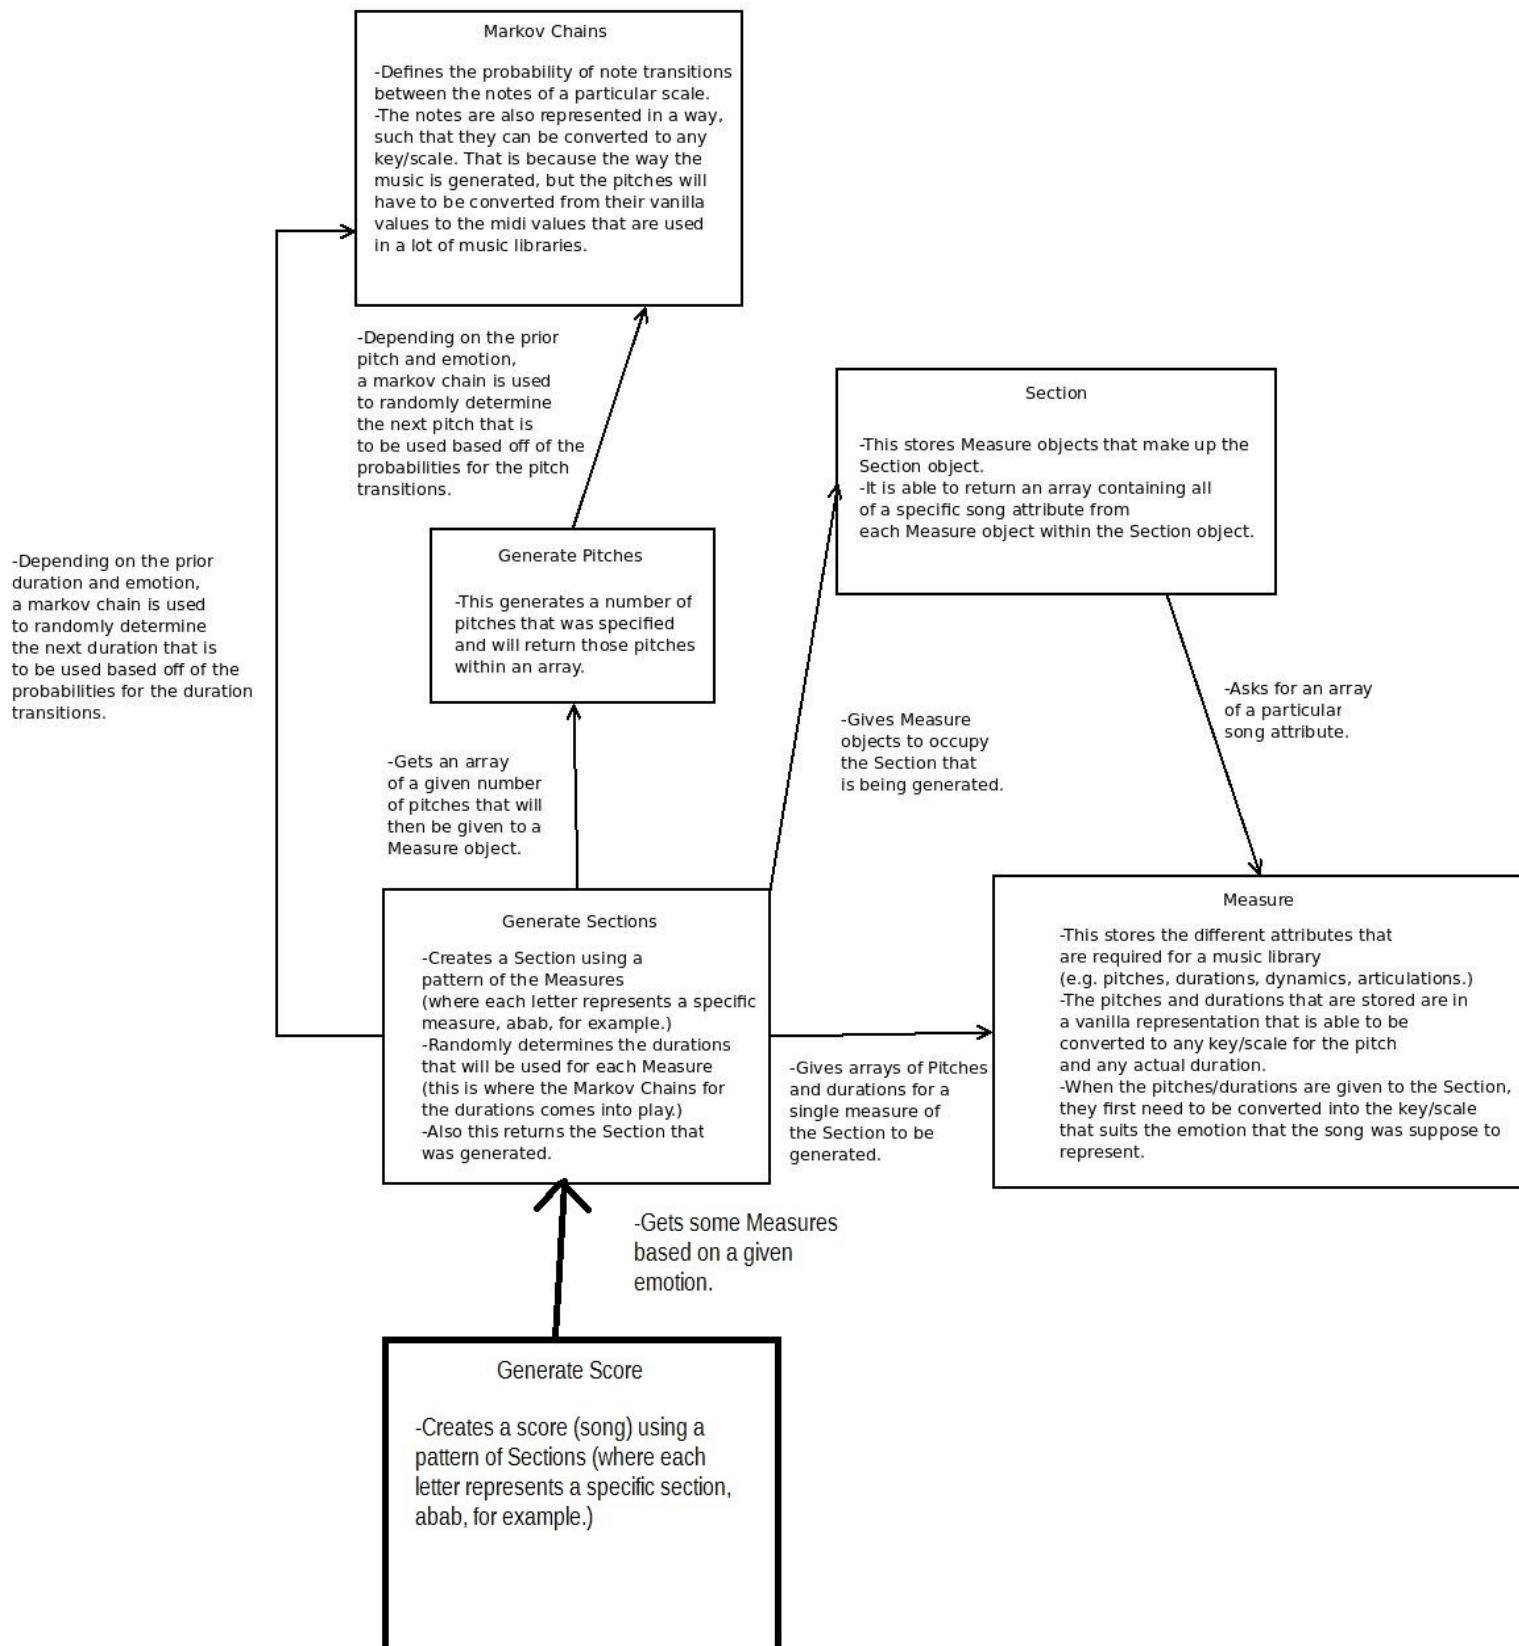 Markov Chains
-Defines the probability of note transitions
between the notes of a particular scale.
-The notes are also represented in a way,
such that they can be converted to any
key/scale. That is because the way the
music is generated, but the pitches will
have to be converted from their vanilla
values to the midi values that are used
in a lot of music libraries.
-Depending on the prior
pitch and emotion,
a markov chain is used
to randomly determine
the next pitch that is
to be used based off of the
probabilities for the pitch
transitions.
Section
-This stores Measure objects that make up the
Section object.
-It is able to return an array containing all
of a specific song attribute from
each Measure object within the Section object.
-Depending on the prior
duration and emotion,
a markov chain is used
to randomly determine
the next duration that is
to be used based off of the
probabilities for the duration
transitions.
Generate Pitches
-This generates a number of
pitches that was specified
and will return those pitches
within an array.
-Asks for an array
of a particular
song attribute.
-Gives Measure
objects to occupy
the Section that
is being generated.
-Gets an array
of a given number
of pitches that will
then be given to a
Measure object.
Generate Sections
-Creates a Section using a
pattern of the Measures
(where each letter represents a specific
measure, abab, for example.)
-Randomly determines the durations
that will be used for each Measure
(this is where the Markov Chains for
the durations comes into play.)
-Also this returns the Section that
was generated.
-Gives arrays of Pitches
and durations for a
single measure of
the Section to be
generated.
Measure
-This stores the different attributes that
are required for a music library
(e.g. pitches, durations, dynamics, articulations.)
-The pitches and durations that are stored are in
a vanilla representation that is able to be
converted to any key/scale for the pitch
and any actual duration.
-When the pitches/durations are given to the Section,
they first need to be converted into the key/scale
that suits the emotion that the song was suppose to
represent.
-Gets some Measures
based on a given
emotion.
Generate Score
-Creates a score (song) using a
pattern of Sections (where each
letter represents a specific section,
abab, for example.)